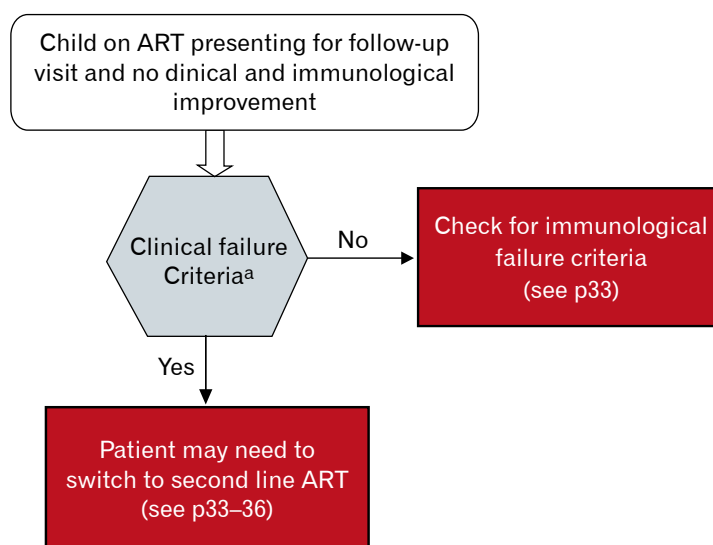 Child on ART presenting for follow-up
visit and no dinical and immunological
improvement
Clinical failure
Criteriaᵃ
No
Check for immunological
failure criteria
(see p33)
Yes
Patient may need to
switch to second line ART
(see p33–36)